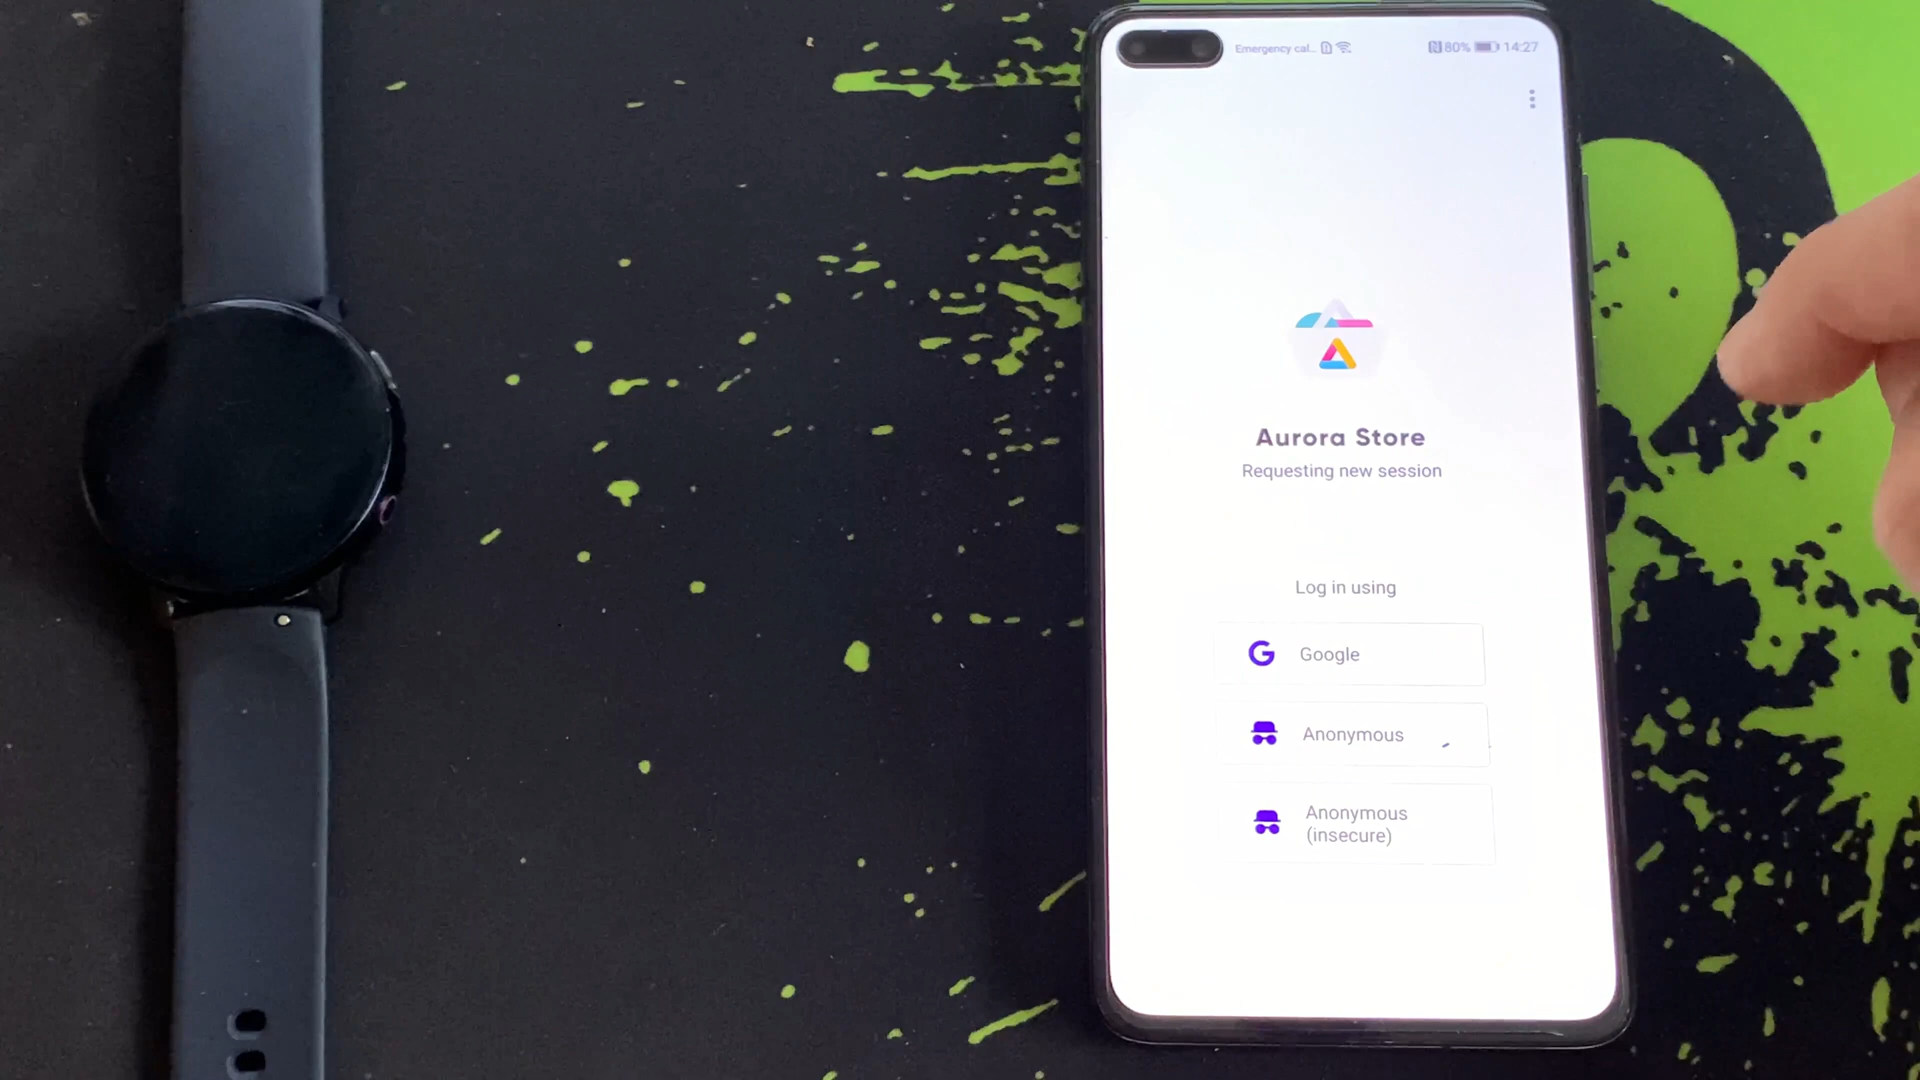 Emergency cal...
80% 14:27
Aurora Store
Requesting new session
Log in using
Google
Anonymous
Anonymous
(insecure)